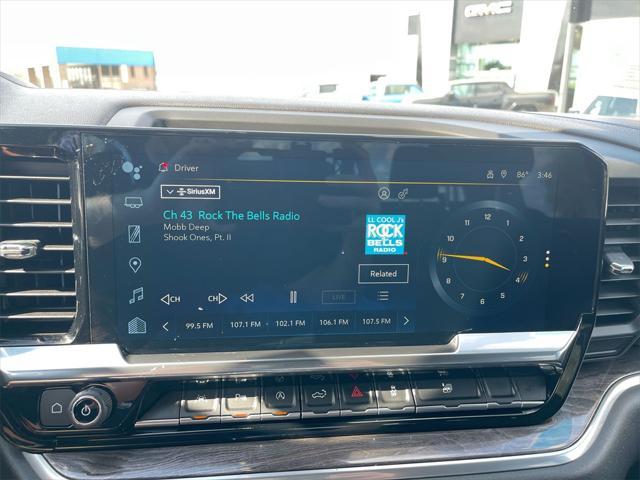 GMC
Driver
86° 3:46
SiriusXM
Ch 43 Rock The Bells Radio
Mobb Deep
Shook Ones, Pt. II
LL COOL J's
ROCK
THE
BELLS
RADIO
Related
CH CH LIVE
99.5 FM 107.1 FM 102.1 FM 106.1 FM 107.5 FM
12 1 2 3 4 5 6 7 8 9 10 11